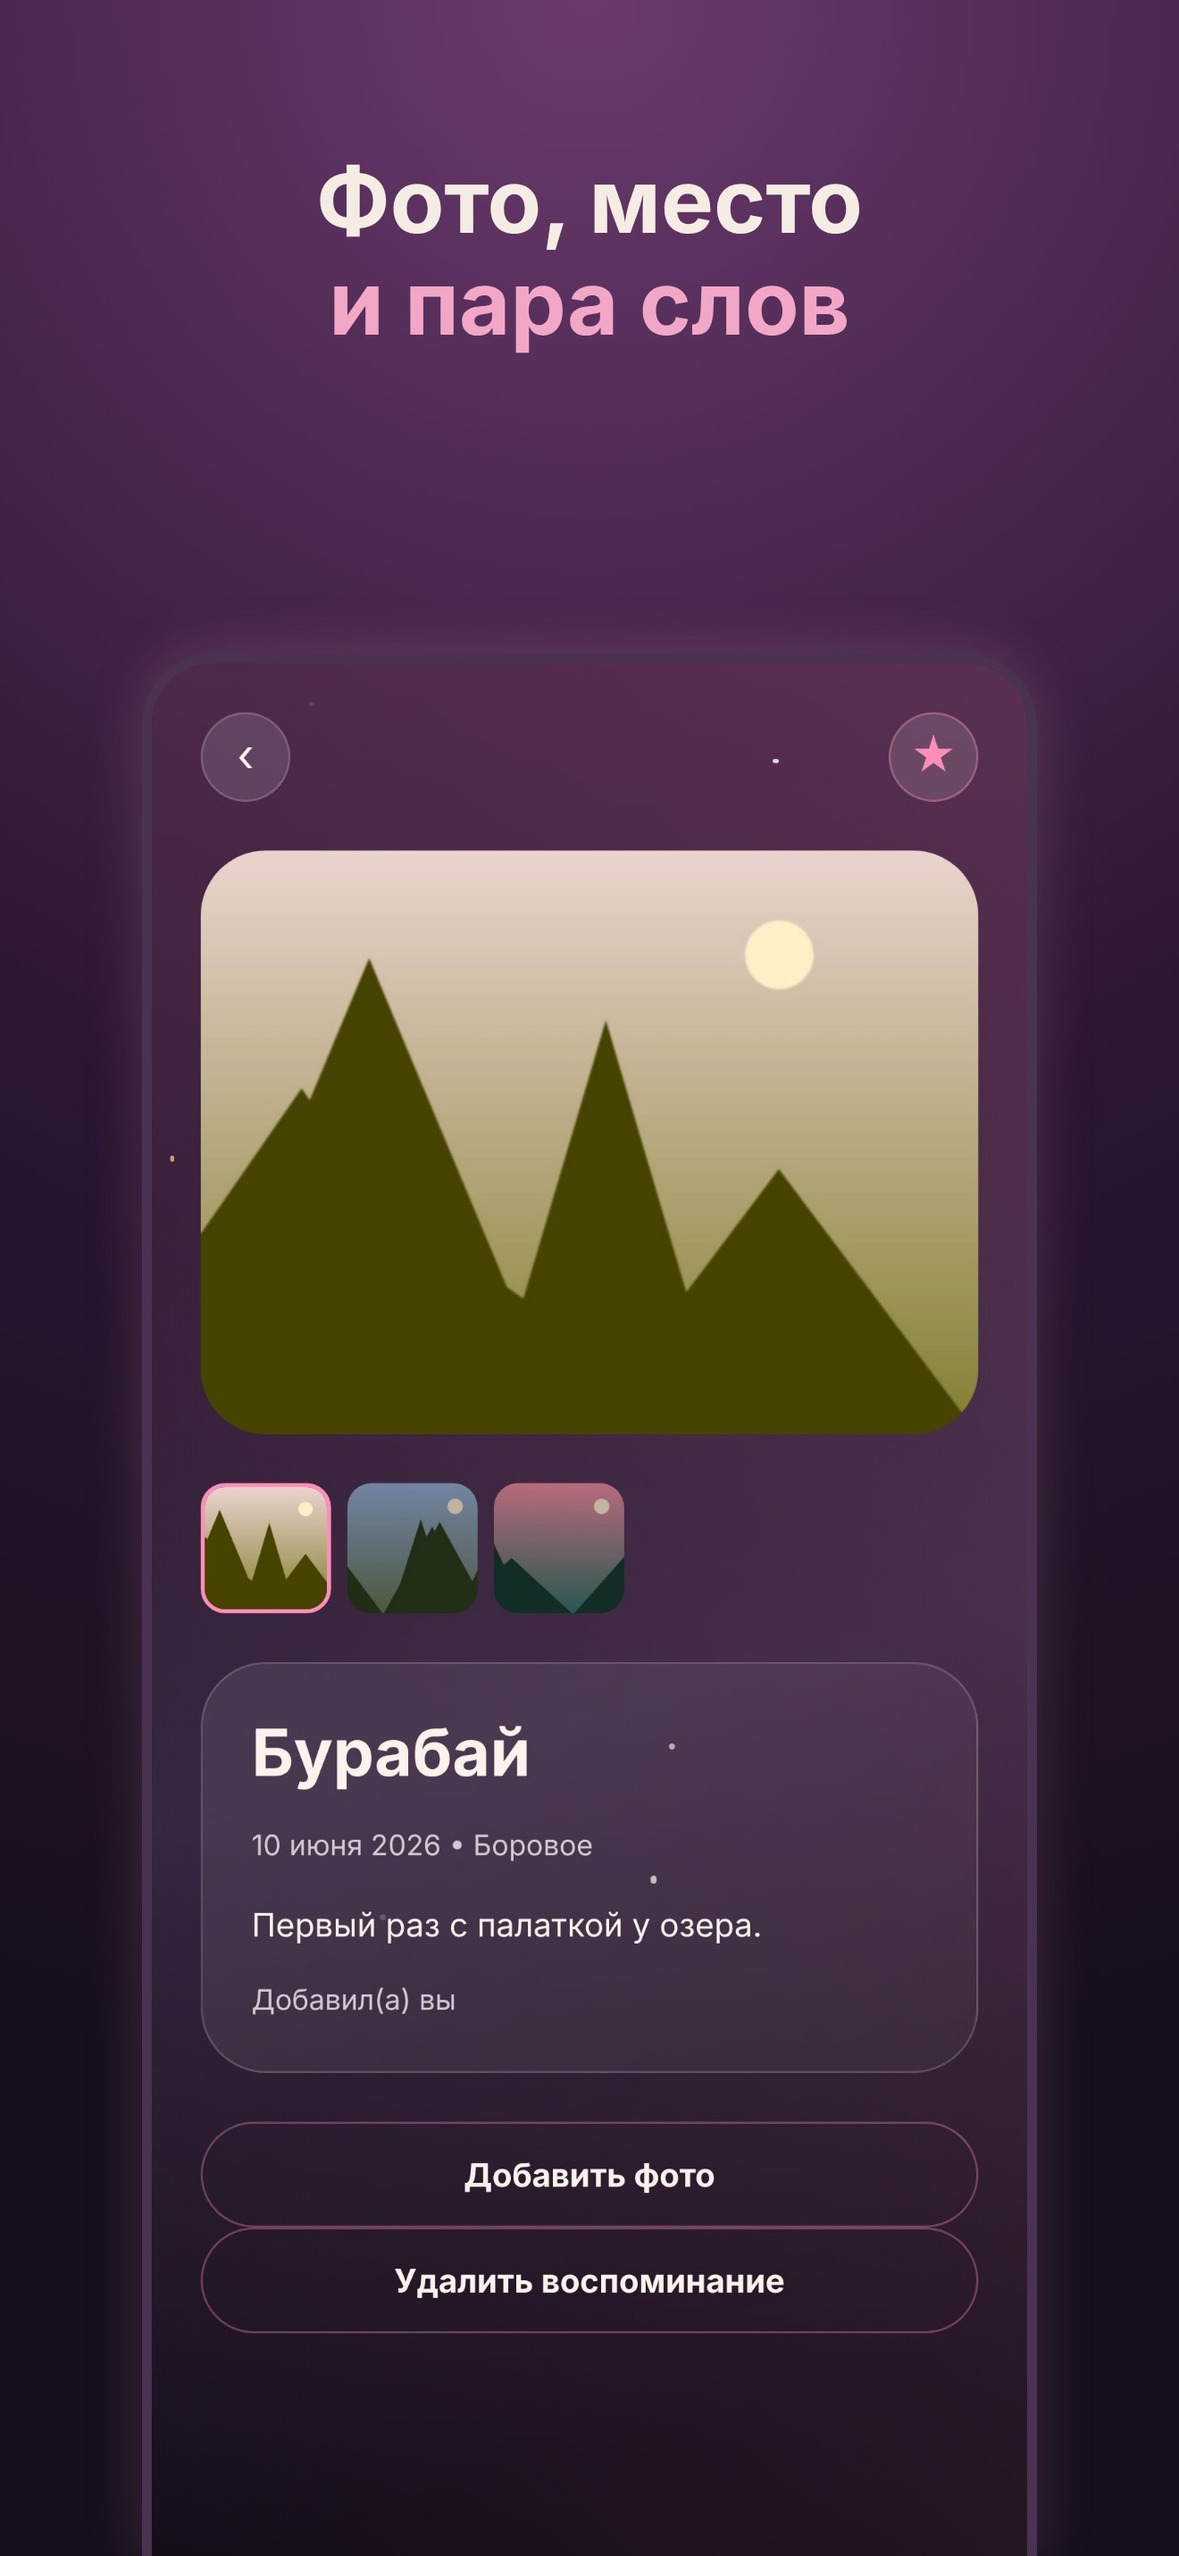 Фото, место
и пара слов
Бурабай
10 июня 2026 • Боровое
Первый раз с палаткой у озера.
Добавил(а) вы
Добавить фото
Удалить воспоминание